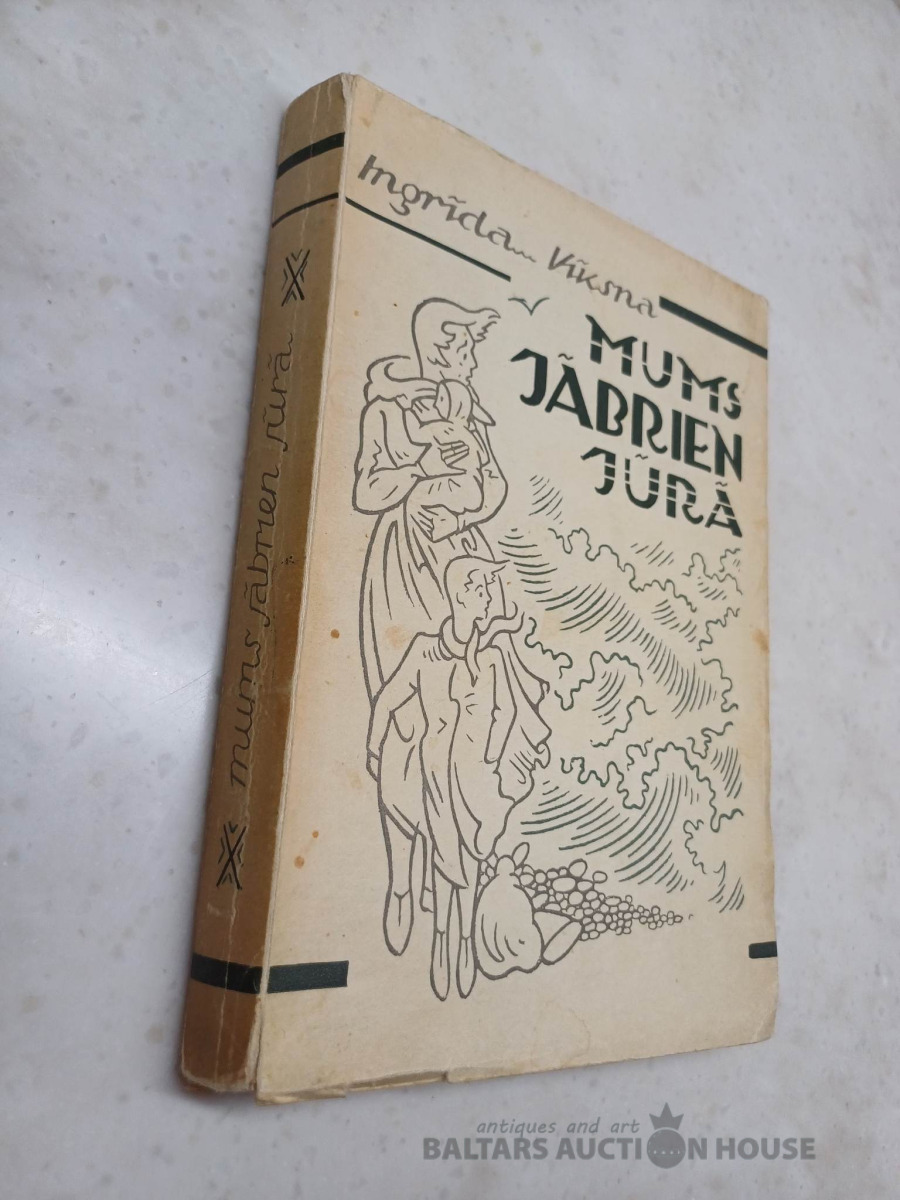 Ingrīda Vīksna
MUMS
JĀBRIEN
JŪRĀ
mums jābrien jūrā
antiques and art
BALTARS AUCTION HOUSE